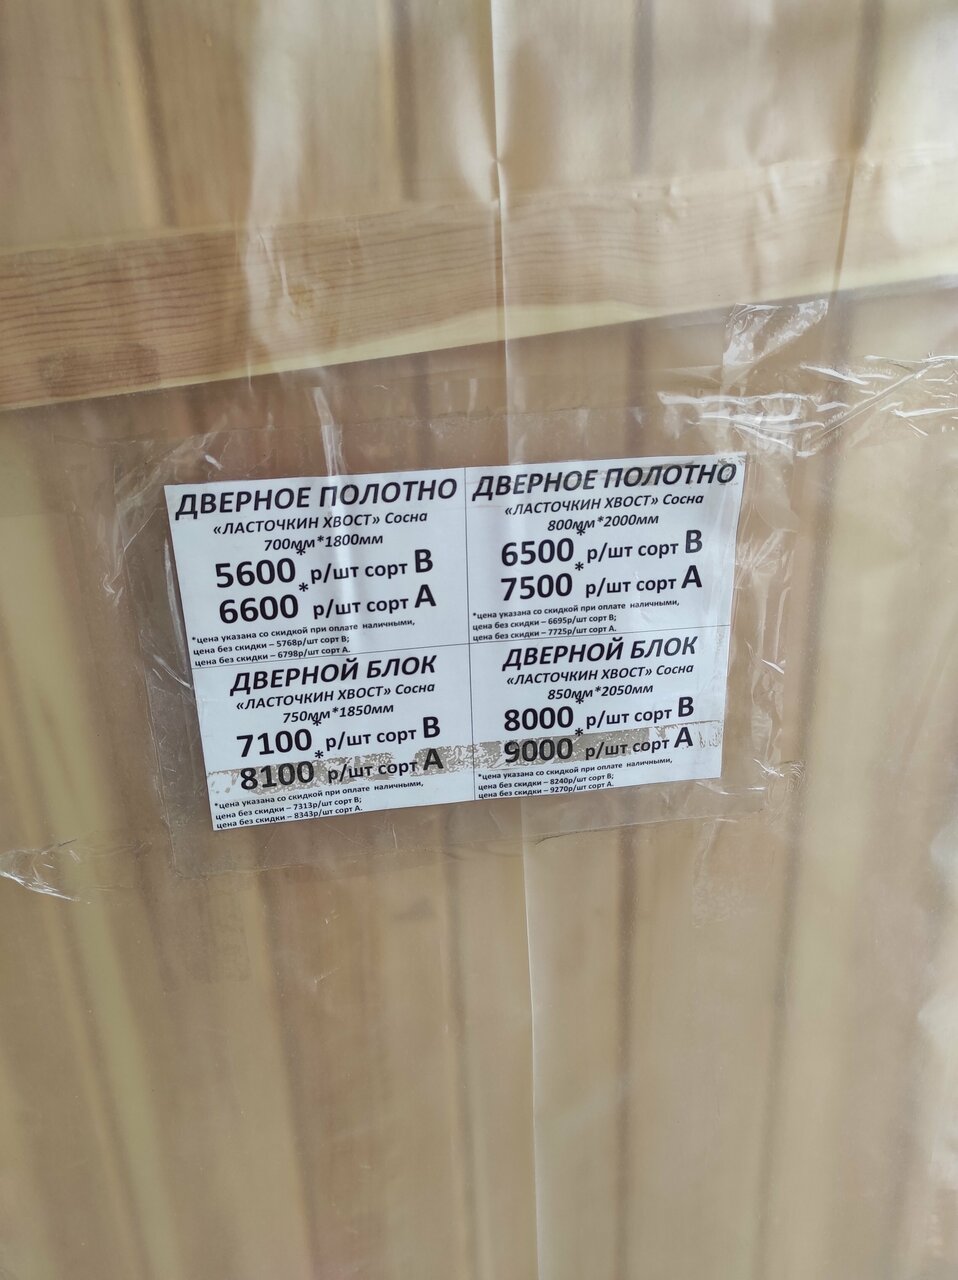 ДВЕРНОЕ ПОЛОТНО
«ЛАСТОЧКИН ХВОСТ» Сосна
700мм*1800мм
5600* р/шт сорт В
6600* р/шт сорт А
*цена указана со скидкой при оплате наличными,
цена без скидки – 5768р/шт сорт В;
цена без скидки – 6798р/шт сорт А.
ДВЕРНОЕ ПОЛОТНО
«ЛАСТОЧКИН ХВОСТ» Сосна
800мм*2000мм
6500* р/шт сорт В
7500* р/шт сорт А
*цена указана со скидкой при оплате наличными,
цена без скидки – 6695р/шт сорт В;
цена без скидки – 7725р/шт сорт А.
ДВЕРНОЙ БЛОК
«ЛАСТОЧКИН ХВОСТ» Сосна
750мм*1850мм
7100* р/шт сорт В
8100* р/шт сорт А
*цена указана со скидкой при оплате наличными,
цена без скидки – 7313р/шт сорт В;
цена без скидки – 8343р/шт сорт А.
ДВЕРНОЙ БЛОК
«ЛАСТОЧКИН ХВОСТ» Сосна
850мм*2050мм
8000* р/шт сорт В
9000* р/шт сорт А
*цена указана со скидкой при оплате наличными,
цена без скидки – 8240р/шт сорт В;
цена без скидки – 9270р/шт сорт А.